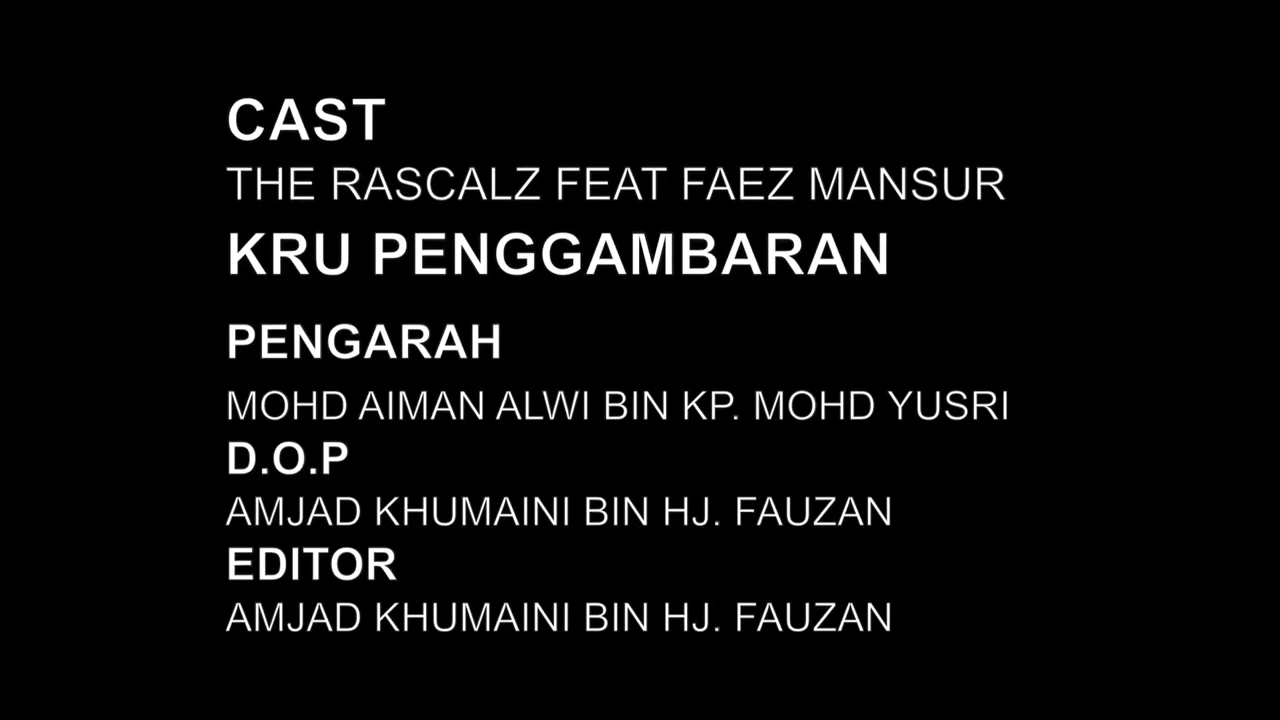 CAST
THE RASCALZ FEAT FAEZ MANSUR
KRU PENGGAMBARAN
PENGARAH
MOHD AIMAN ALWI BIN KP. MOHD YUSRI
D.O.P
AMJAD KHUMAINI BIN HJ. FAUZAN
EDITOR
AMJAD KHUMAINI BIN HJ. FAUZAN